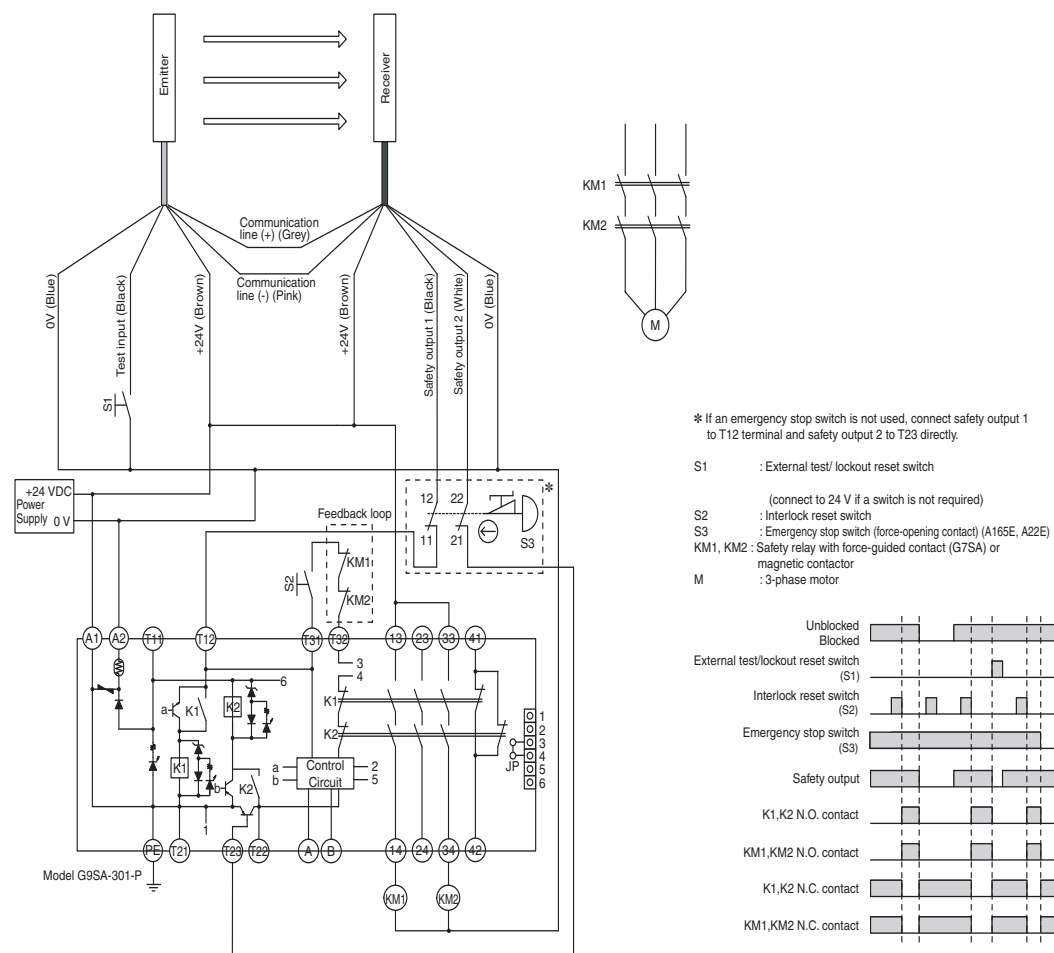 Emitter
Receiver
Communication
line (+) (Grey)
Communication
line (-) (Pink)
0V (Blue)
Test input (Black)
+24V (Brown)
+24V (Brown)
Safety output 1 (Black)
Safety output 2 (White)
0V (Blue)
S1
KM1
KM2
M
+24 VDC
Power
Supply 0 V
Feedback loop
12 22
11 21
S3
*
S2
KM1
KM2
A1 A2 T11 T12 T31 T32 13 23 33 41
3
4
6
a K1
K2
K1
K2
K1
b K2
a
b
Control
Circuit
2
5
1
JP
1
2
3
4
5
6
PE T21 T23 T22 A B 14 24 34 42
Model G9SA-301-P
KM1 KM2
* If an emergency stop switch is not used, connect safety output 1
to T12 terminal and safety output 2 to T23 directly.
S1 : External test/ lockout reset switch
(connect to 24 V if a switch is not required)
S2 : Interlock reset switch
S3 : Emergency stop switch (force-opening contact) (A165E, A22E)
KM1, KM2 : Safety relay with force-guided contact (G7SA) or
magnetic contactor
M : 3-phase motor
Unblocked
Blocked
External test/lockout reset switch
(S1)
Interlock reset switch
(S2)
Emergency stop switch
(S3)
Safety output
K1,K2 N.O. contact
KM1,KM2 N.O. contact
K1,K2 N.C. contact
KM1,KM2 N.C. contact